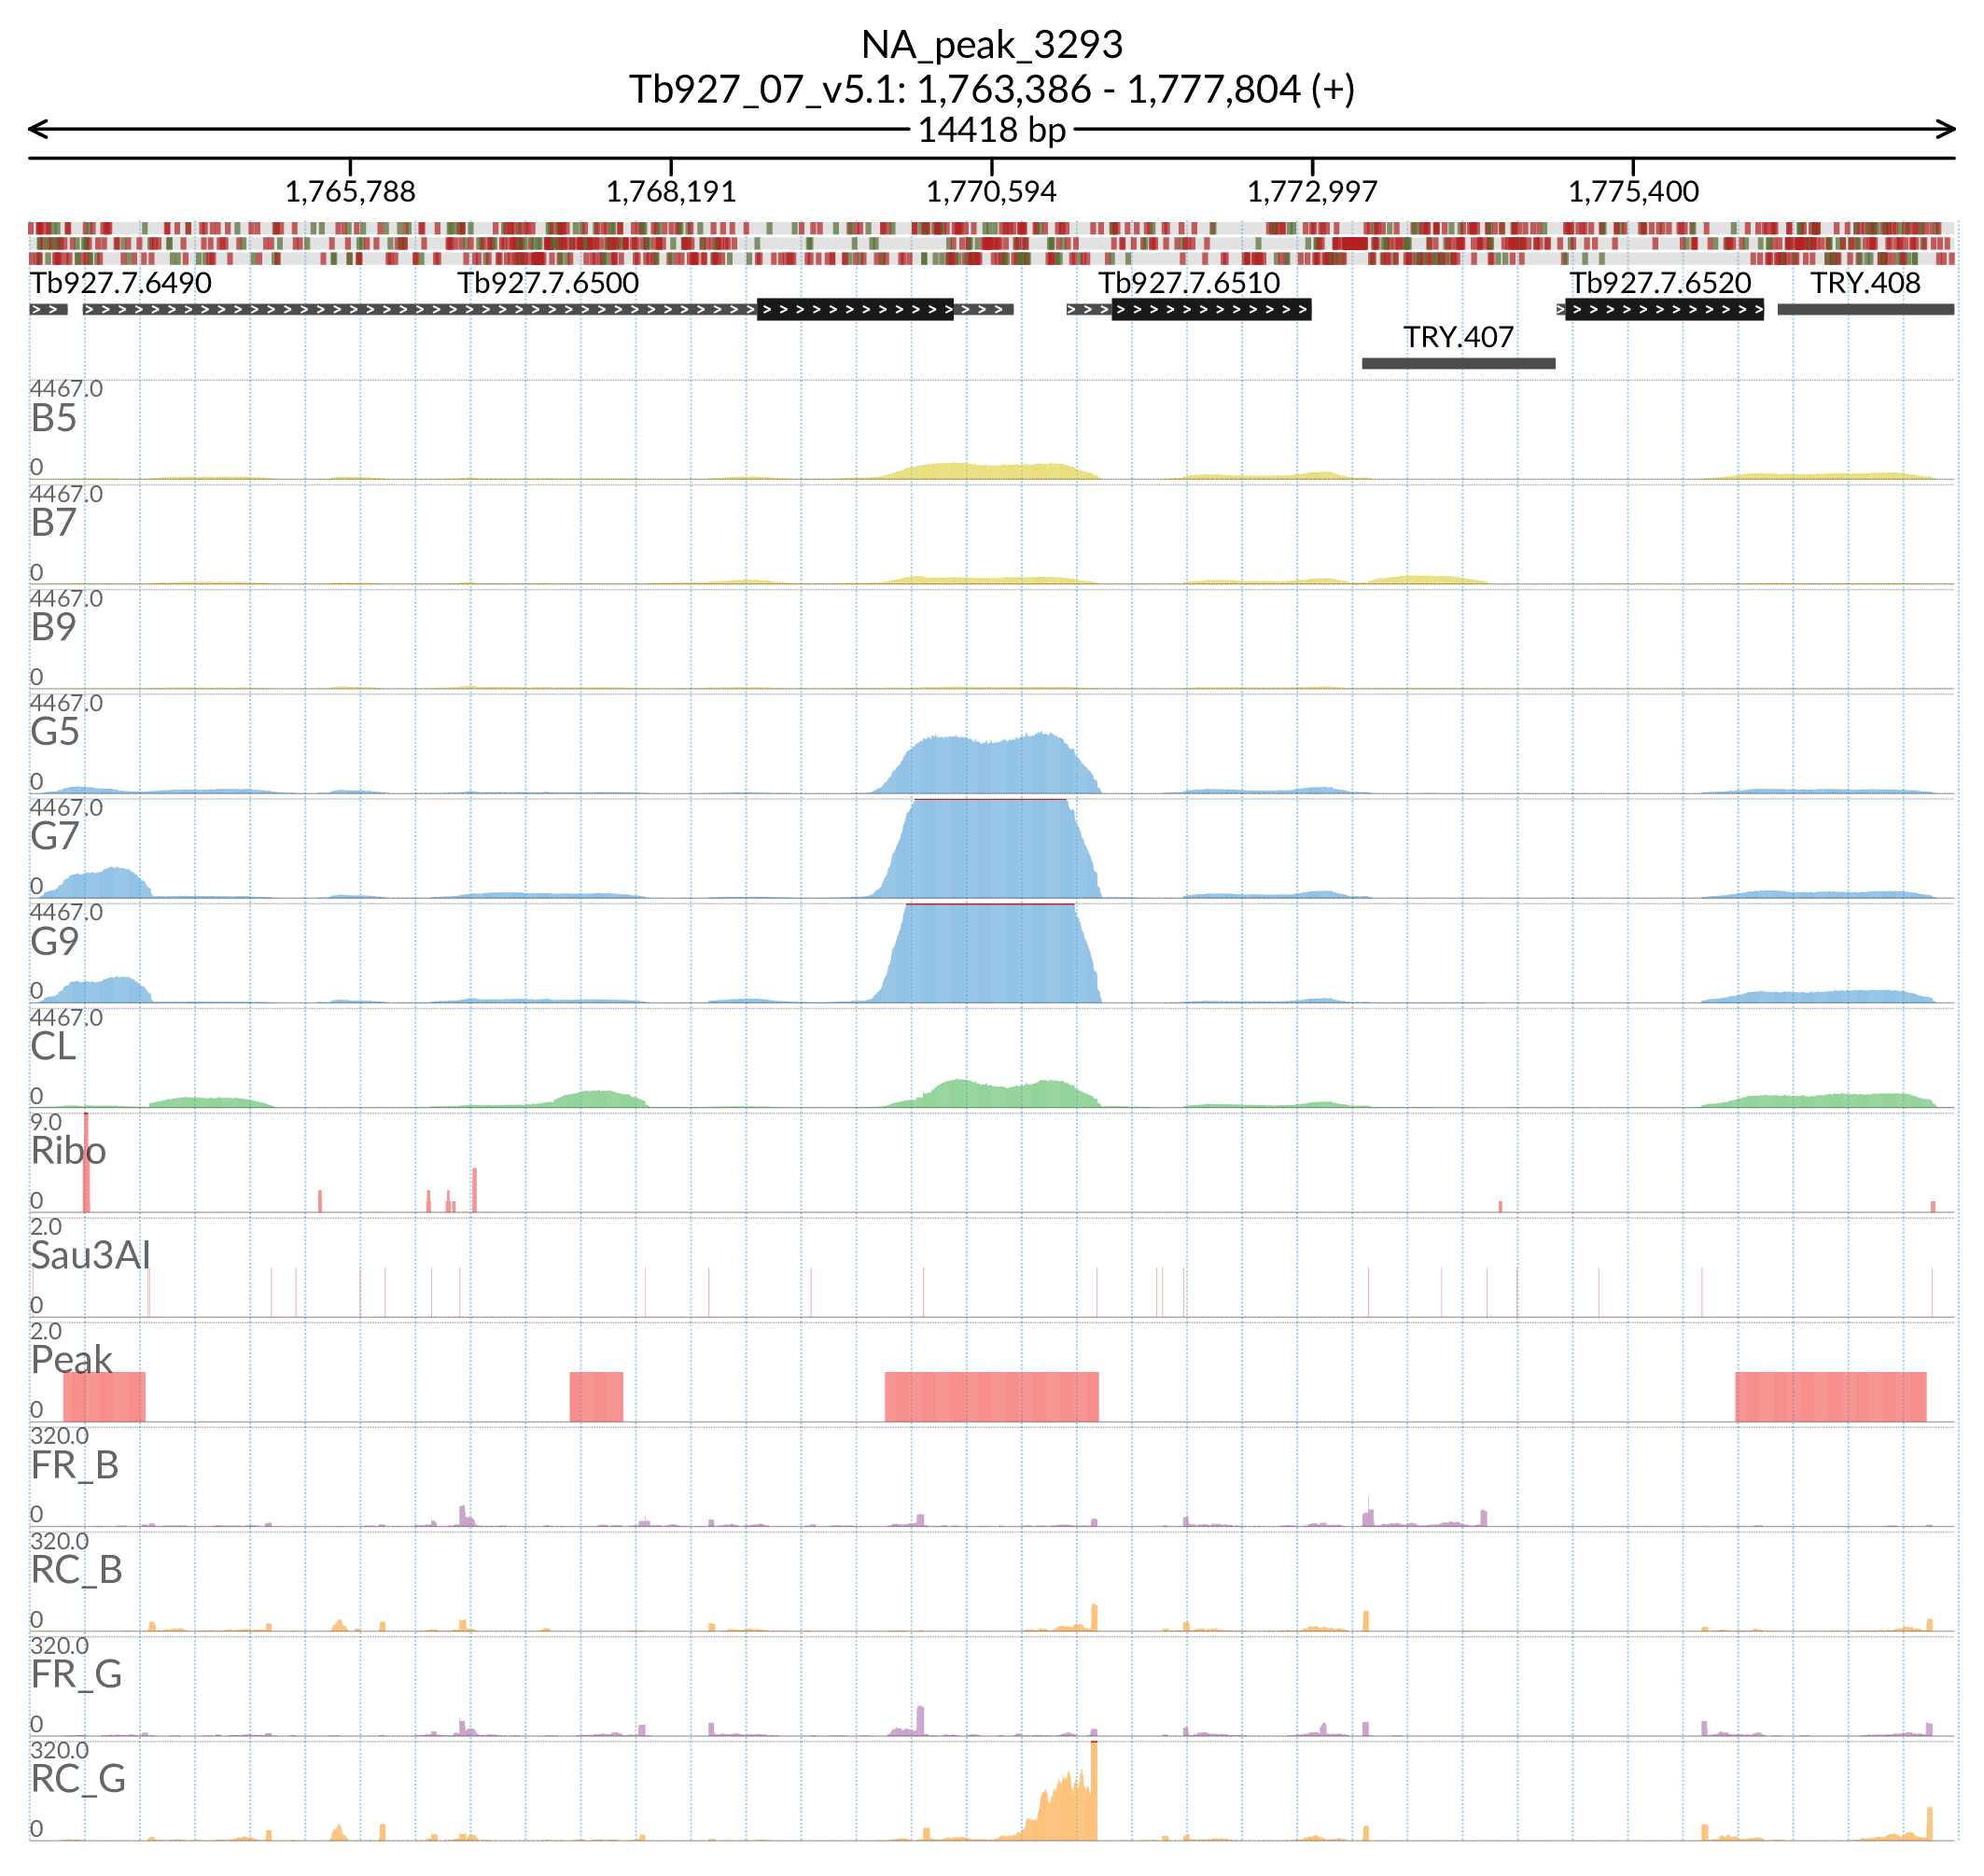 NA_peak_3293
Tb927_07_v5.1: 1,763,386 - 1,777,804 (+)
14418 bp
1,765,788 1,768,191 1,770,594 1,772,997 1,775,400
Tb927.7.6490 Tb927.7.6500 Tb927.7.6510 Tb927.7.6520 TRY.408
TRY.407
4467.0
B5
0
4467.0
B7
0
4467.0
B9
0
4467.0
G5
0
4467.0
G7
0
4467.0
G9
0
4467.0
CL
0
9.0
Ribo
0
2.0
Sau3AI
0
2.0
Peak
0
320.0
FR_B
0
320.0
RC_B
0
320.0
FR_G
0
320.0
RC_G
0